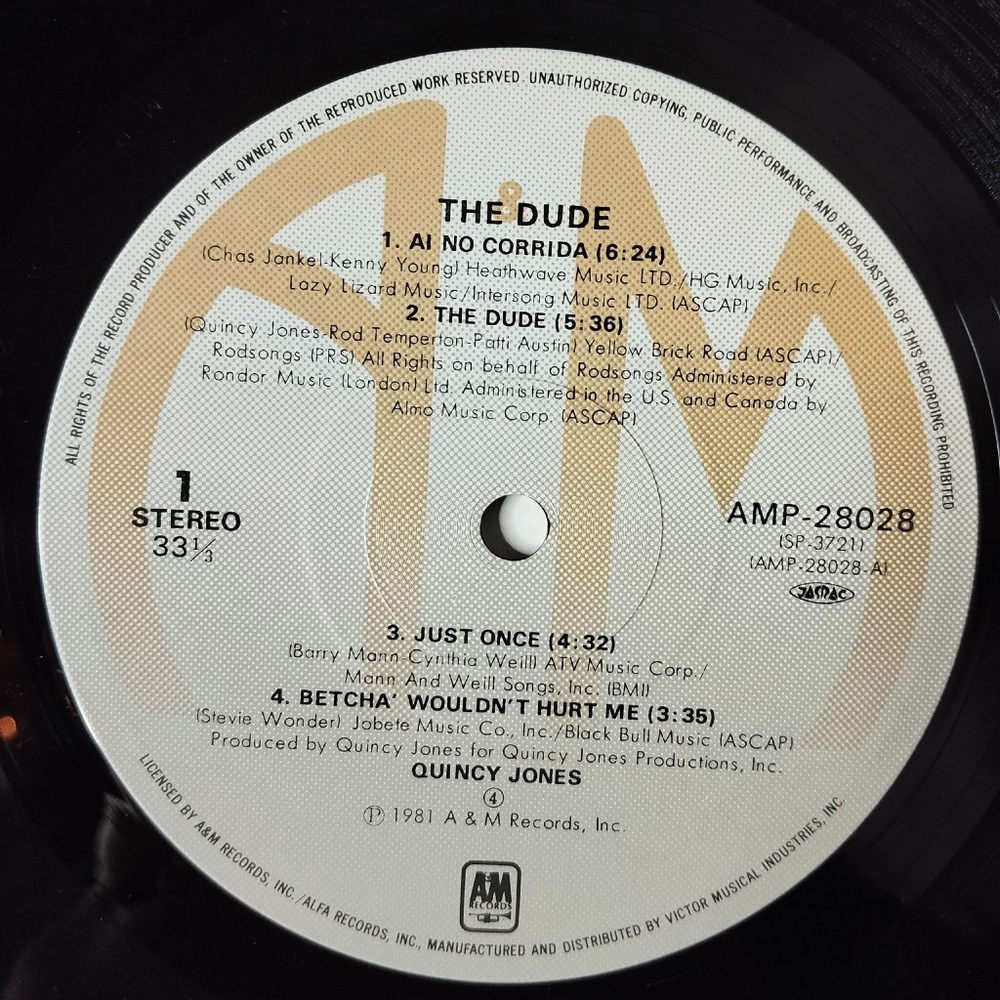 ALL RIGHTS OF THE RECORD PRODUCER AND OF THE OWNER OF THE REPRODUCED WORK RESERVED. UNAUTHORIZED COPYING, PUBLIC PERFORMANCE AND BROADCASTING OF THIS RECORDING PROHIBITED
THE DUDE
1. AI NO CORRIDA (6:24)
(Chas Jankel-Kenny Young) Heathwave Music LTD./HG Music, Inc./
Lazy Lizard Music/Intersong Music LTD. (ASCAP)
2. THE DUDE (5:36)
(Quincy Jones-Rod Temperton-Patti Austin) Yellow Brick Road (ASCAP)/
Rodsongs (PRS) All Rights on behalf of Rodsongs Administered by
Rondor Music (London) Ltd. Administered in the U.S. and Canada by
Almo Music Corp. (ASCAP)
1
STEREO
33 1/3
AMP-28028
(SP-3721)
(AMP-28028-A)
JASRAC
3. JUST ONCE (4:32)
(Barry Mann-Cynthia Weill) ATV Music Corp./
Mann And Weill Songs, Inc. (BMI)
4. BETCHA' WOULDN'T HURT ME (3:35)
(Stevie Wonder) Jobete Music Co., Inc./Black Bull Music (ASCAP)
Produced by Quincy Jones for Quincy Jones Productions, Inc.
QUINCY JONES
④
℗ 1981 A & M Records, Inc.
A&M
RECORDS
LICENSED BY A&M RECORDS, INC./ALFA RECORDS, INC., MANUFACTURED AND DISTRIBUTED BY VICTOR MUSICAL INDUSTRIES, INC.